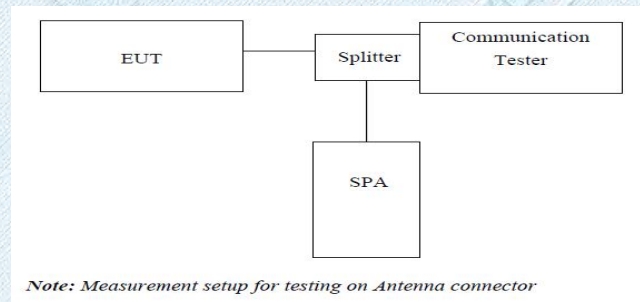 EUT
Splitter
Communication
Tester
SPA
Note: Measurement setup for testing on Antenna connector